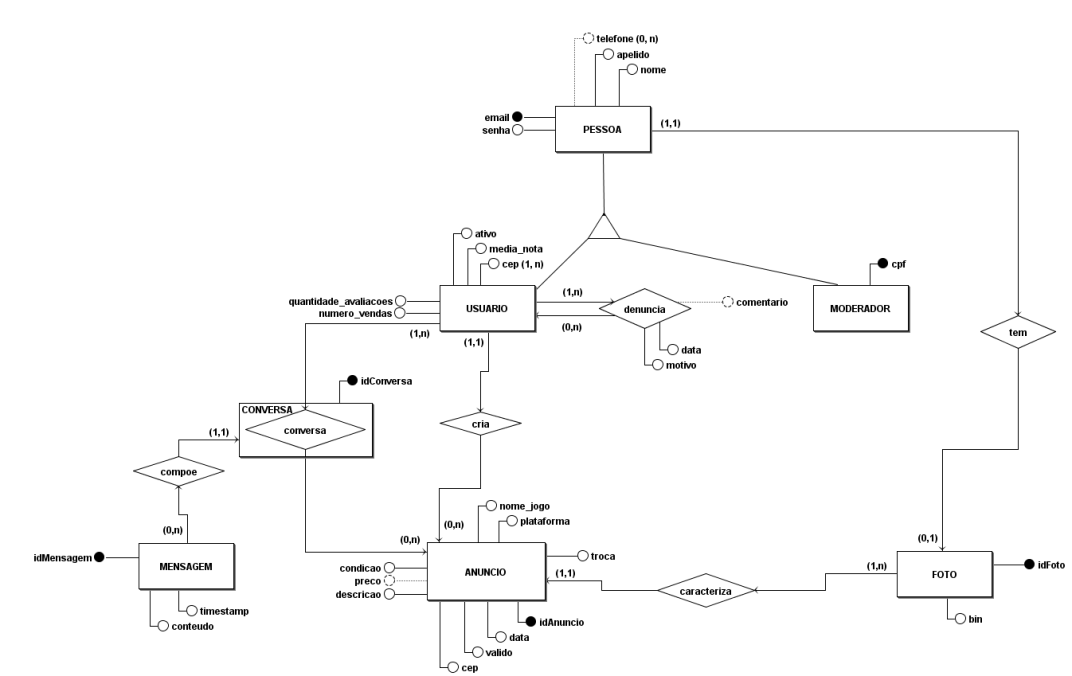 telefone (0, n)
apelido
nome
email
senha
PESSOA
(1,1)
ativo
media_nota
cep (1, n)
cpf
quantidade_avaliacoes
numero_vendas
USUARIO
(1,n)
denuncia
comentario
MODERADOR
(1,n)
(1,1)
(0,n)
data
motivo
tem
idConversa
CONVERSA
conversa
cria
(1,1)
compoe
nome_jogo
plataforma
(0,n)
(0,n)
(0,n)
(0,1)
idMensagem
MENSAGEM
condicao
preco
descricao
ANUNCIO
troca
(1,1)
caracteriza
(1,n)
FOTO
idFoto
timestamp
conteudo
idAnuncio
data
valido
cep
bin